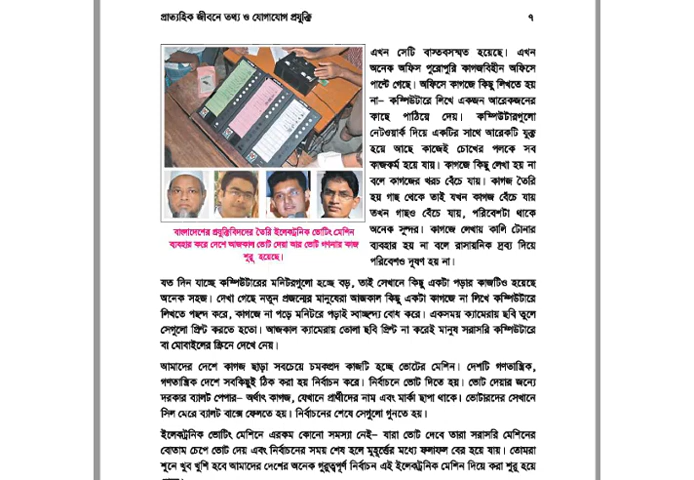 প্রাত্যহিক জীবনে তথ্য ও যোগাযোগ প্রযুক্তি ৭
এখন সেটি বাস্তবসম্মত হয়েছে। এখন
অনেক অফিস পুরোপুরি কাগজবিহীন অফিসে
পাল্টে গেছে। অফিসে কাগজে কিছু লিখতে হয়
না– কম্পিউটারে লিখে একজন আরেকজনের
কাছে পাঠিয়ে দেয়। কম্পিউটারগুলো
নেটওয়ার্ক দিয়ে একটির সাথে আরেকটি যুক্ত
হয়ে আছে কাজেই চোখের পলকে সব
কাজকর্ম হয়ে যায়। কাগজে কিছু লেখা হয় না
বলে কাগজের খরচ বেঁচে যায়। কাগজ তৈরি
হয় গাছ থেকে তাই যখন কাগজ বেঁচে যায়
তখন গাছও বেঁচে যায়, পরিবেশটা থাকে
অনেক সুন্দর। কাগজে লেখায় কালি টোনার
ব্যবহার হয় না বলে রাসায়নিক দ্রব্য দিয়ে
পরিবেশও দূষণ হয় না।
বাংলাদেশের প্রযুক্তিবিদদের তৈরি ইলেকট্রনিক ভোটিং মেশিন
ব্যবহার করে দেশে আজকাল ভোট দেয়া আর ভোট গণনার কাজ
শুরু হয়েছে।
যত দিন যাচ্ছে কম্পিউটারের মনিটরগুলো হচ্ছে বড়, তাই সেখানে কিছু একটা পড়ার কাজটিও হয়েছে
অনেক সহজ। দেখা গেছে নতুন প্রজন্মের মানুষেরা আজকাল কিছু একটা কাগজে না লিখে কম্পিউটারে
লিখতে পছন্দ করে, কাগজে না পড়ে মনিটরে পড়াই স্বাচ্ছন্দ্য বোধ করে। একসময় ক্যামেরায় ছবি তুলে
সেগুলো প্রিন্ট করতে হতো। আজকাল ক্যামেরায় তোলা ছবি প্রিন্ট না করেই মানুষ সরাসরি কম্পিউটারে
বা মোবাইলের স্ক্রিনে দেখে নেয়।
আমাদের দেশে কাগজ ছাড়া সবচেয়ে চমকপ্রদ কাজটি হচ্ছে ভোটের মেশিন। দেশটি গণতান্ত্রিক,
গণতান্ত্রিক দেশে সবকিছুই ঠিক করা হয় নির্বাচন করে। নির্বাচনে ভোট দিতে হয়। ভোট দেয়ার জন্যে
দরকার ব্যালট পেপার– অর্থাৎ কাগজ, যেখানে প্রার্থীদের নাম এবং মার্কা ছাপা থাকে। ভোটারদের সেখানে
সিল মেরে ব্যালট বাক্সে ফেলতে হয়। নির্বাচনের শেষে সেগুলো গুনতে হয়।
ইলেকট্রনিক ভোটিং মেশিনে এরকম কোনো সমস্যা নেই– যারা ভোট দেবে তারা সরাসরি মেশিনের
বোতাম চেপে ভোট দেয় এবং নির্বাচনের সময় শেষ হলে মুহূর্তের মধ্যে ফলাফল বের হয়ে যায়। তোমরা
শুনে খুব খুশি হবে আমাদের দেশের অনেক গুরুত্বপূর্ণ নির্বাচন এই ইলেকট্রনিক মেশিন দিয়ে করা শুরু হয়ে